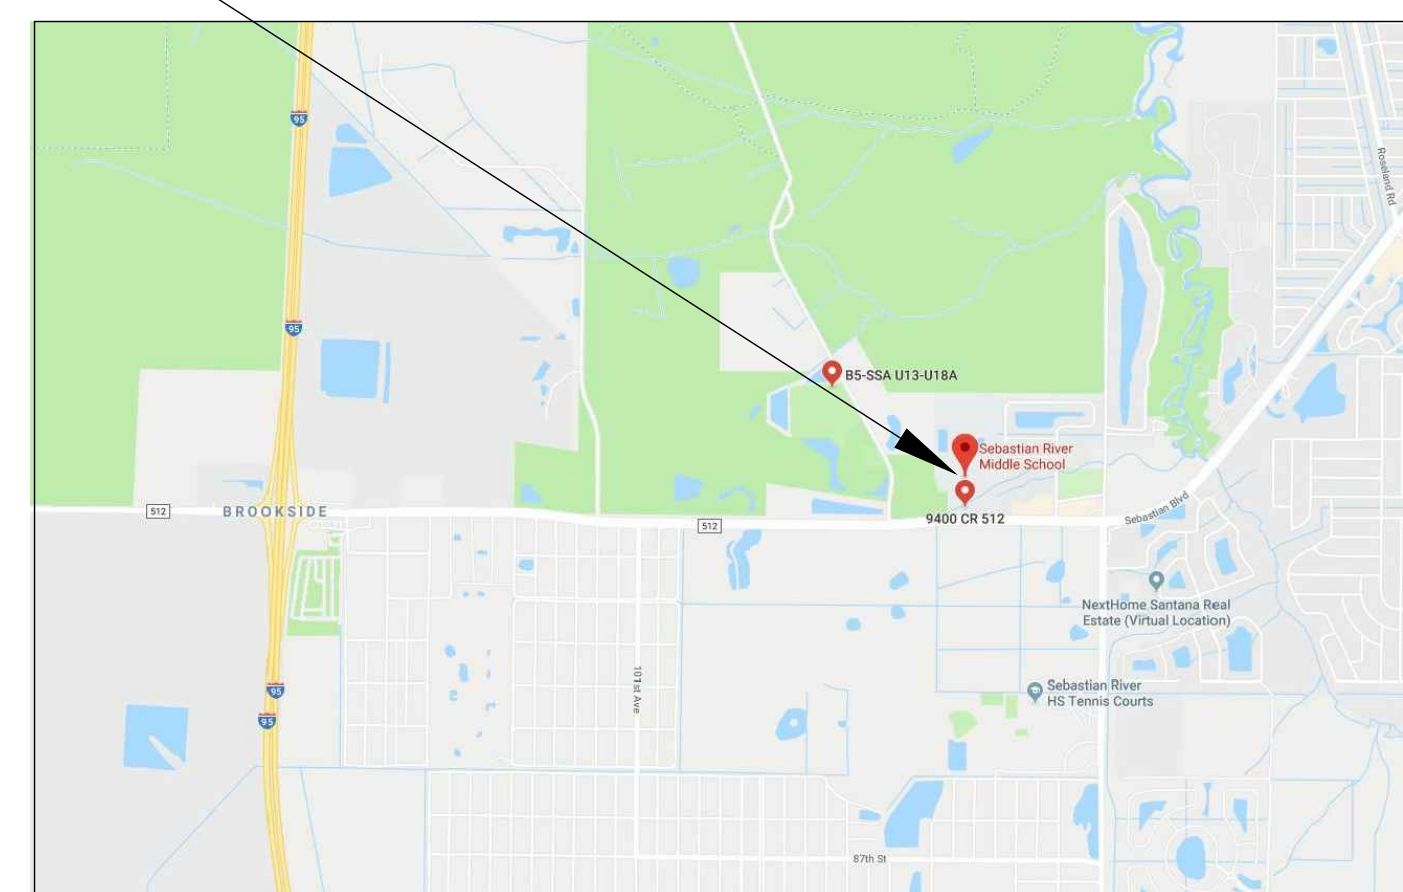 95
Roseland Rd
95
B5-SSA U13-U18A
Sebastian River
Middle School
512
BROOKSIDE
512
9400 CR 512
Sebastian Blvd
NextHome Santana Real
Estate (Virtual Location)
101st Ave
95
Sebastian River
HS Tennis Courts
95
87th St